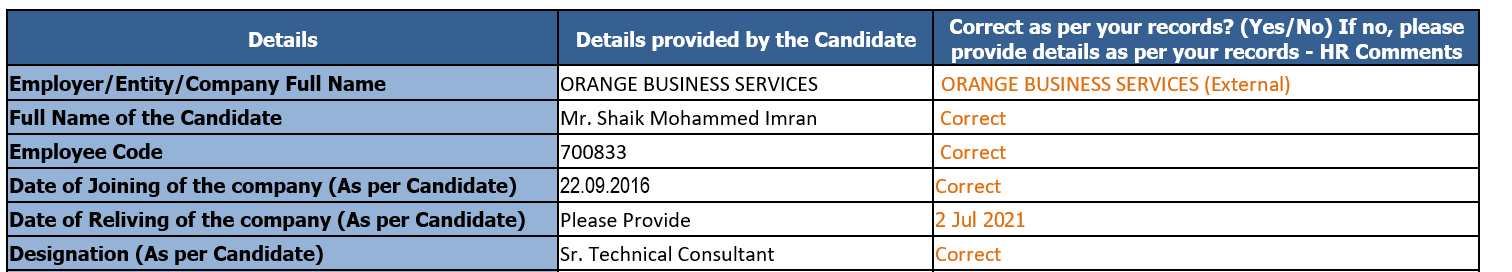 Details Details provided by the Candidate Correct as per your records? (Yes/No) If no, please
provide details as per your records - HR Comments
Employer/Entity/Company Full Name ORANGE BUSINESS SERVICES ORANGE BUSINESS SERVICES (External)
Full Name of the Candidate Mr. Shaik Mohammed Imran Correct
Employee Code 700833 Correct
Date of Joining of the company (As per Candidate) 22.09.2016 Correct
Date of Reliving of the company (As per Candidate) Please Provide 2 Jul 2021
Designation (As per Candidate) Sr. Technical Consultant Correct